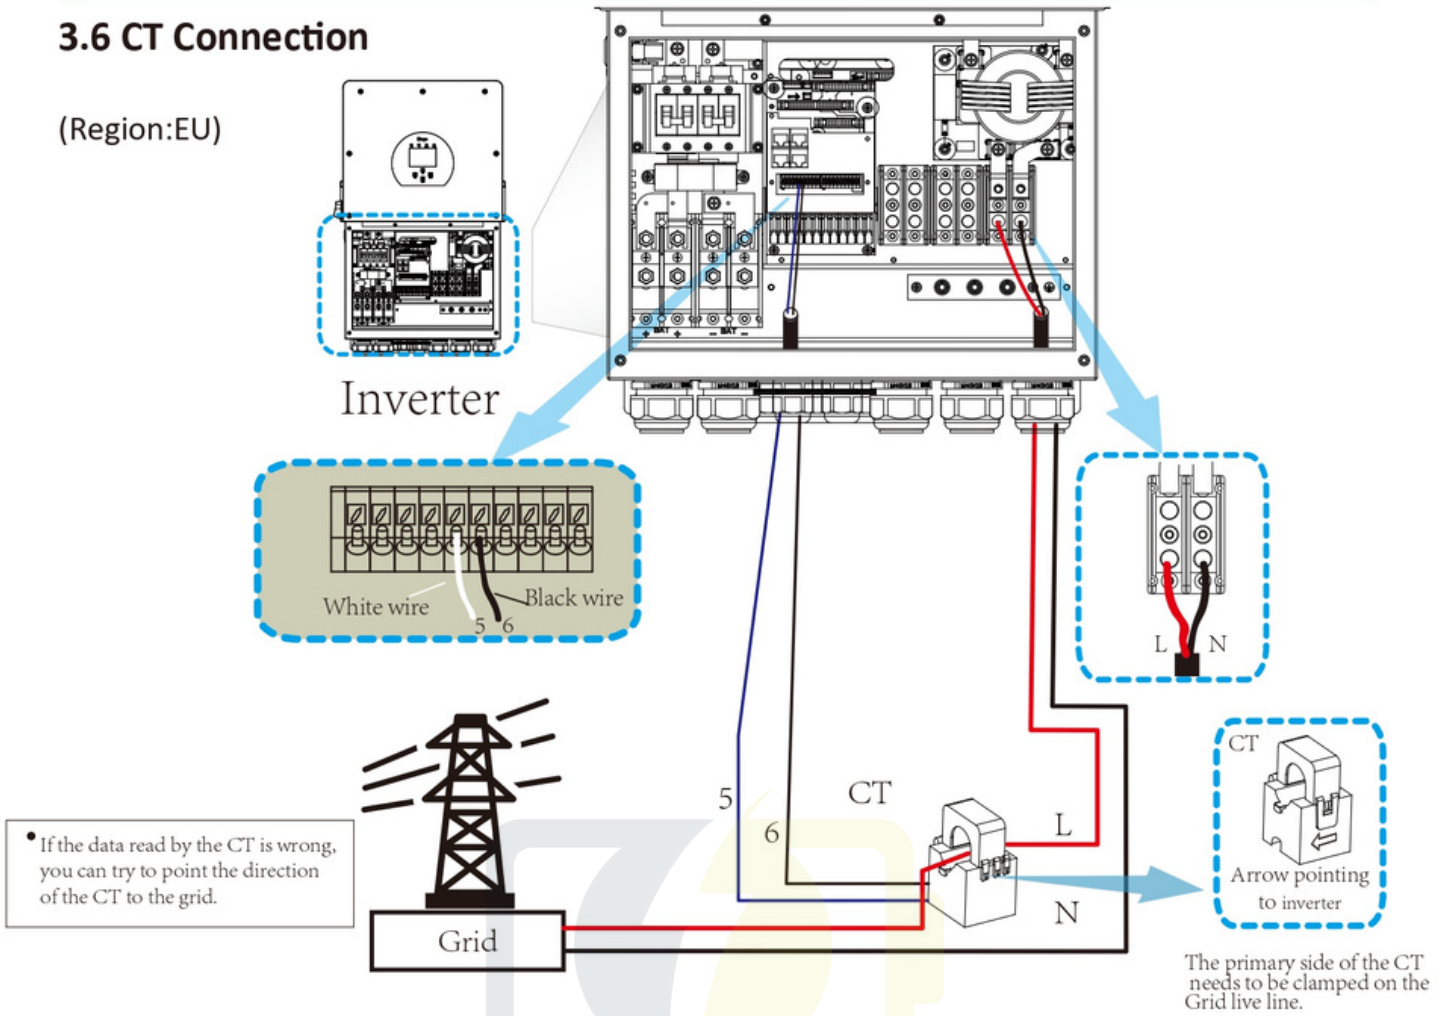 3.6 CT Connection
(Region:EU)
Inverter
+ BAT + - BAT -
White wire
Black wire
5 6
L N
5
6
CT
L
N
CT
Arrow pointing
to inverter
• If the data read by the CT is wrong,
you can try to point the direction
of the CT to the grid.
Grid
The primary side of the CT
needs to be clamped on the
Grid live line.